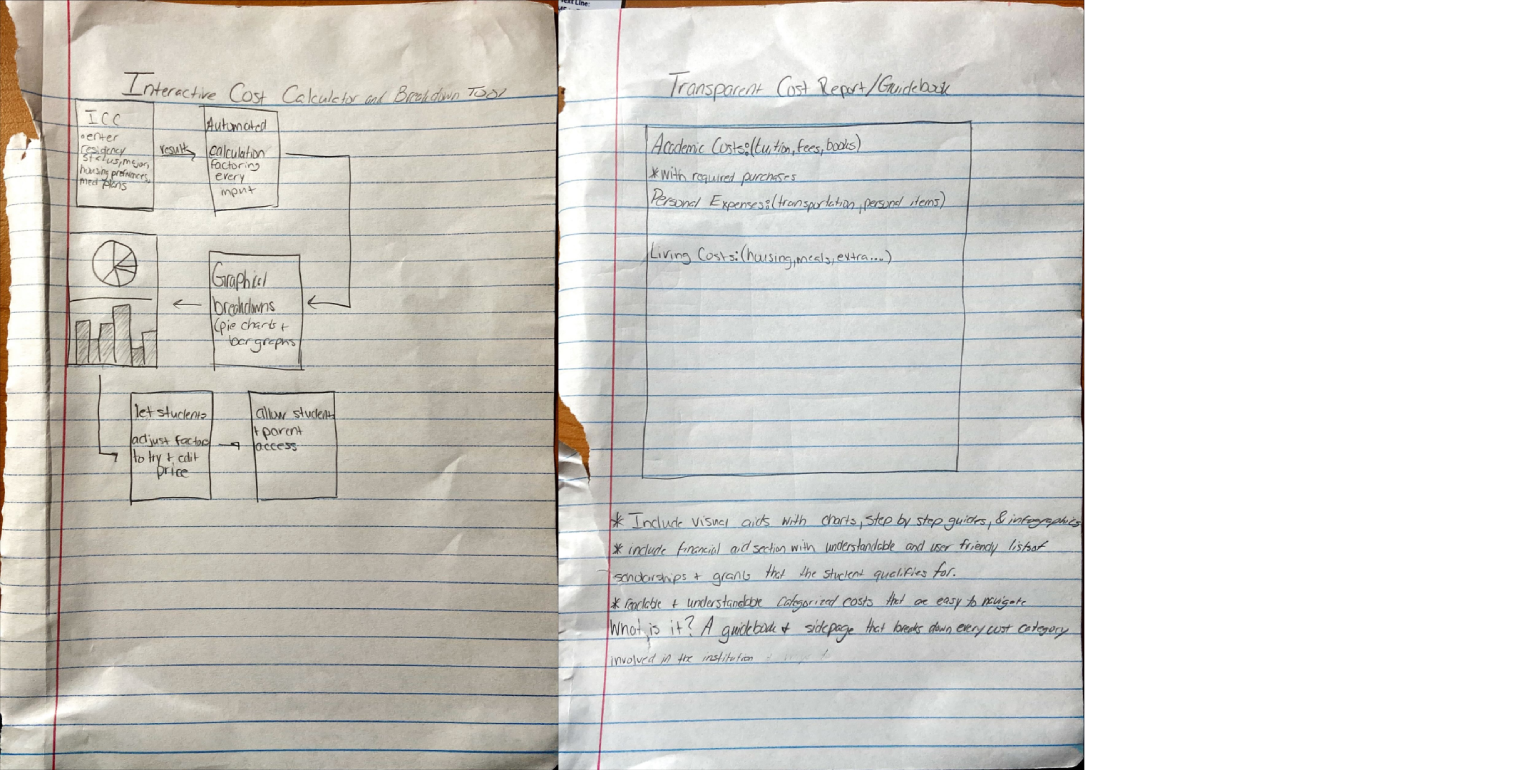 Interactive Cost Calculator and Breakdown Tool
ICC
•enter
residency
status, major,
housing prefrences,
meal plans
results
Automated
calculation
factoring
every
input
Graphical
breakdowns
(pie charts +
bar graphs
let students
adjust factor
to try + edit
price
allow student
+ parent
access
Text Line:
Transparent Cost Report/Guidebook
Academic Costs:(tuition, fees, books)
*with required purchases
Personal Expenses:(transportation, personal items)
Living Costs:(housing, meals, extra....)
* Include visual aids with charts, step by step guides, & infographics
* include financial aid section with understandable and user friendly lists of
scholarships + grants that the student qualifies for.
* + understandable categorized costs that are easy to navigate
What is it? A guidebook + sidepage that breaks down every cost category
involved in the institution